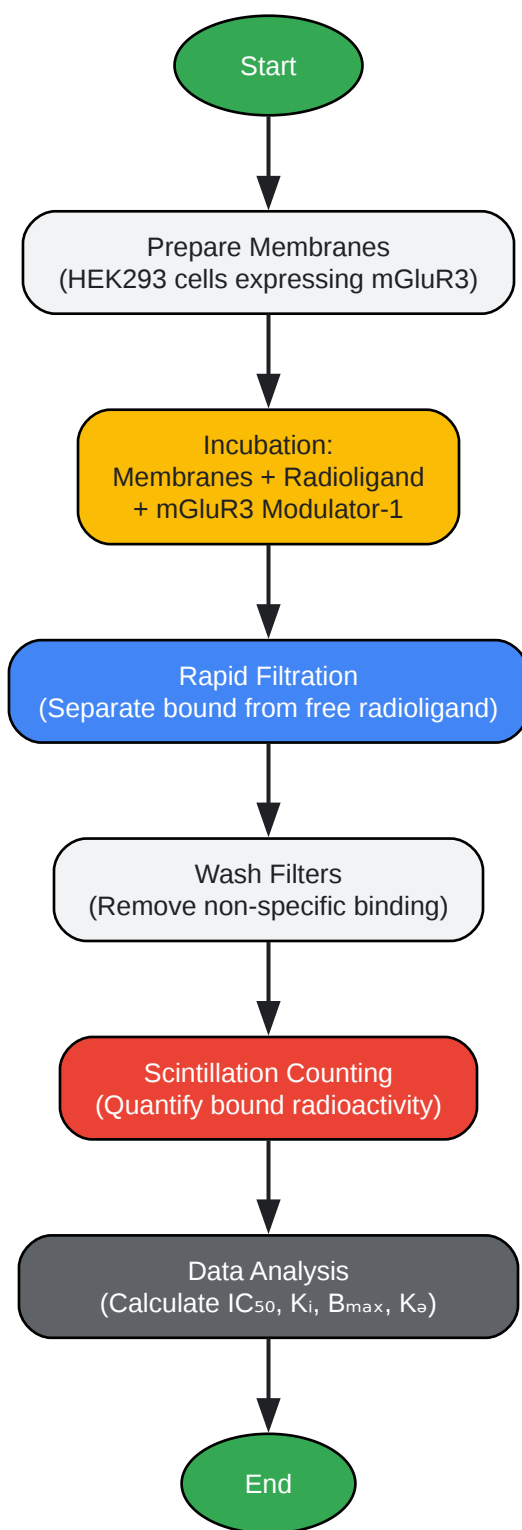 Start
Prepare Membranes
(HEK293 cells expressing mGluR3)
Incubation:
Membranes + Radioligand
+ mGluR3 Modulator-1
Rapid Filtration
(Separate bound from free radioligand)
Wash Filters
(Remove non-specific binding)
Scintillation Counting
(Quantify bound radioactivity)
Data Analysis
(Calculate IC₅₀, Kᵢ, Bₘₐₓ, Kₔ)
End